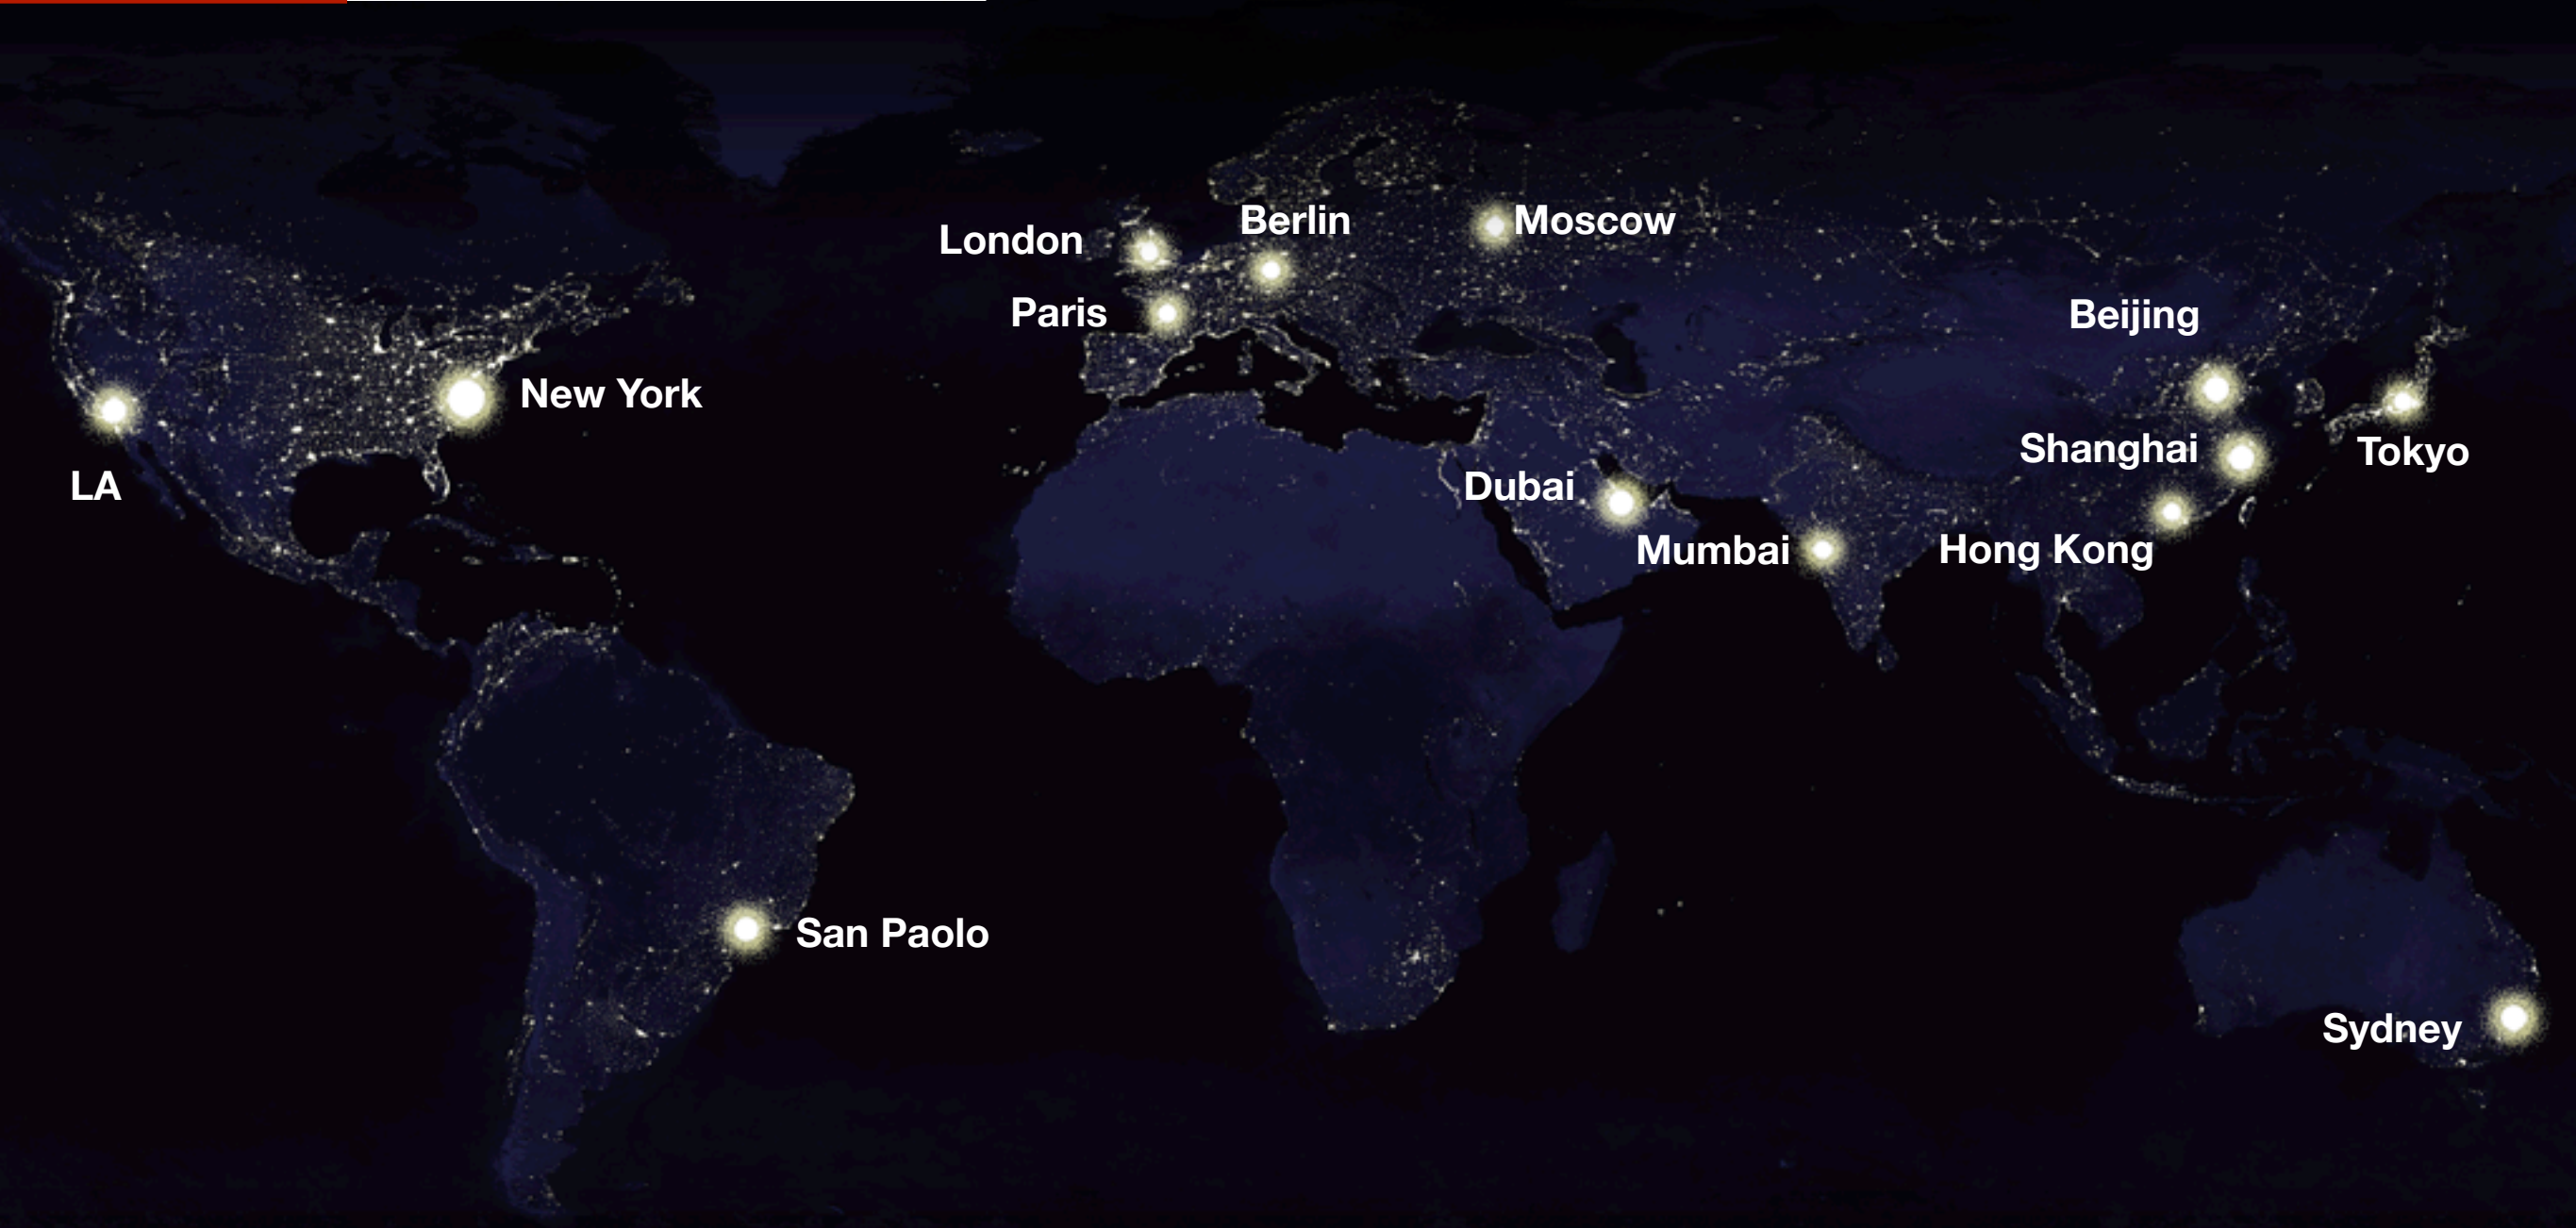 London
Berlin
Moscow
Paris
Beijing
New York
LA
Shanghai
Tokyo
Dubai
Mumbai
Hong Kong
San Paolo
Sydney